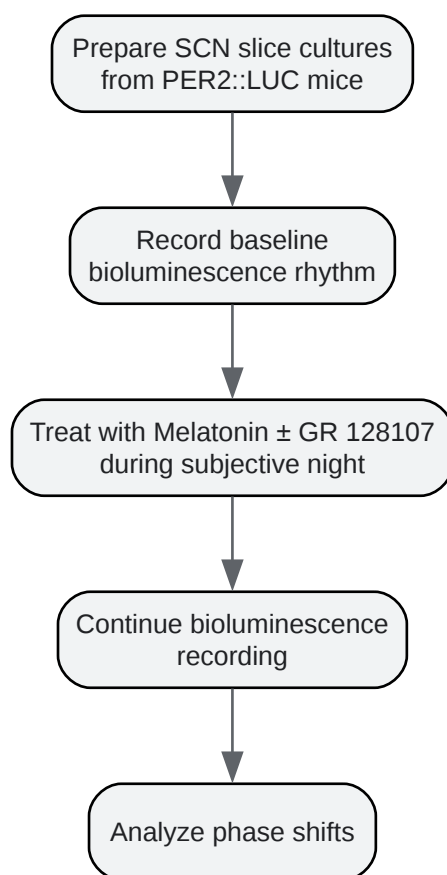 Prepare SCN slice cultures
from PER2::LUC mice
Record baseline
bioluminescence rhythm
Treat with Melatonin ± GR 128107
during subjective night
Continue bioluminescence
recording
Analyze phase shifts